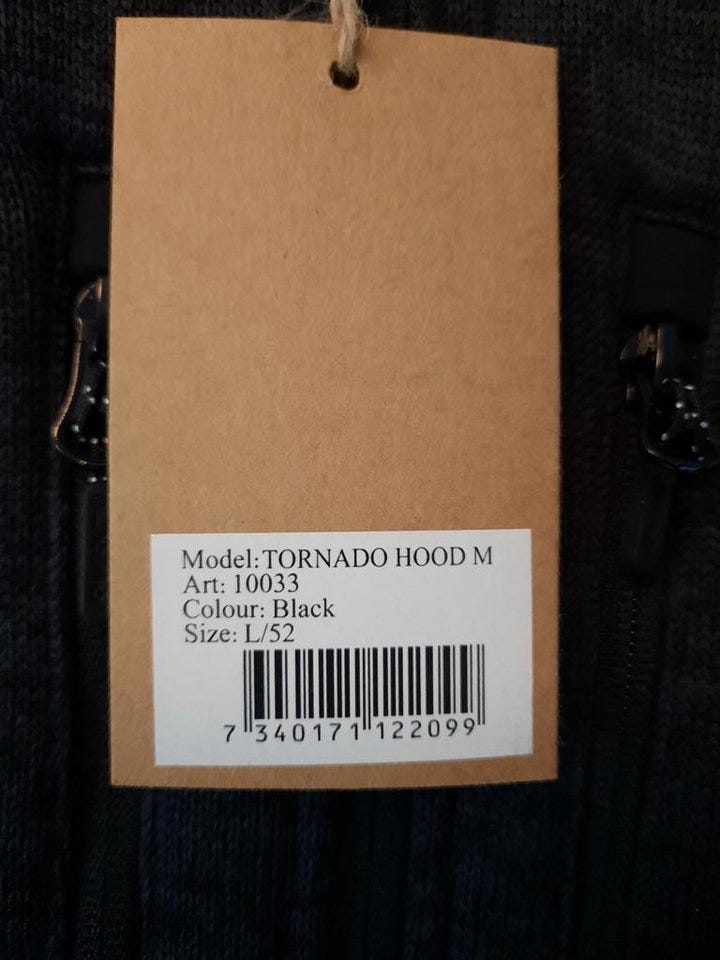 Model:TORNADO HOOD M
Art: 10033
Colour: Black
Size: L/52
7 340171 122099